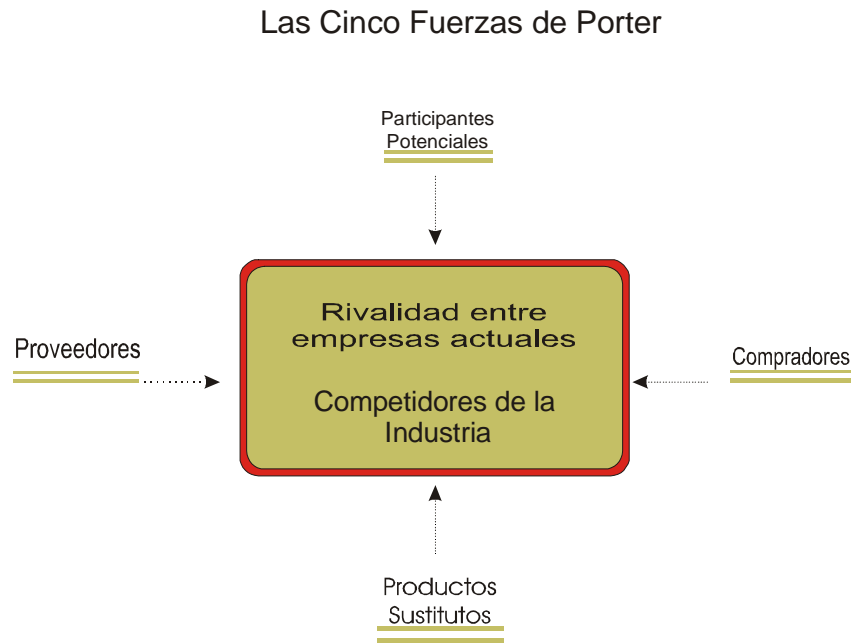 Las Cinco Fuerzas de Porter
Participantes
Potenciales
Rivalidad entre
empresas actuales
Proveedores
Compradores
Competidores de la
Industria
Productos
Sustitutos